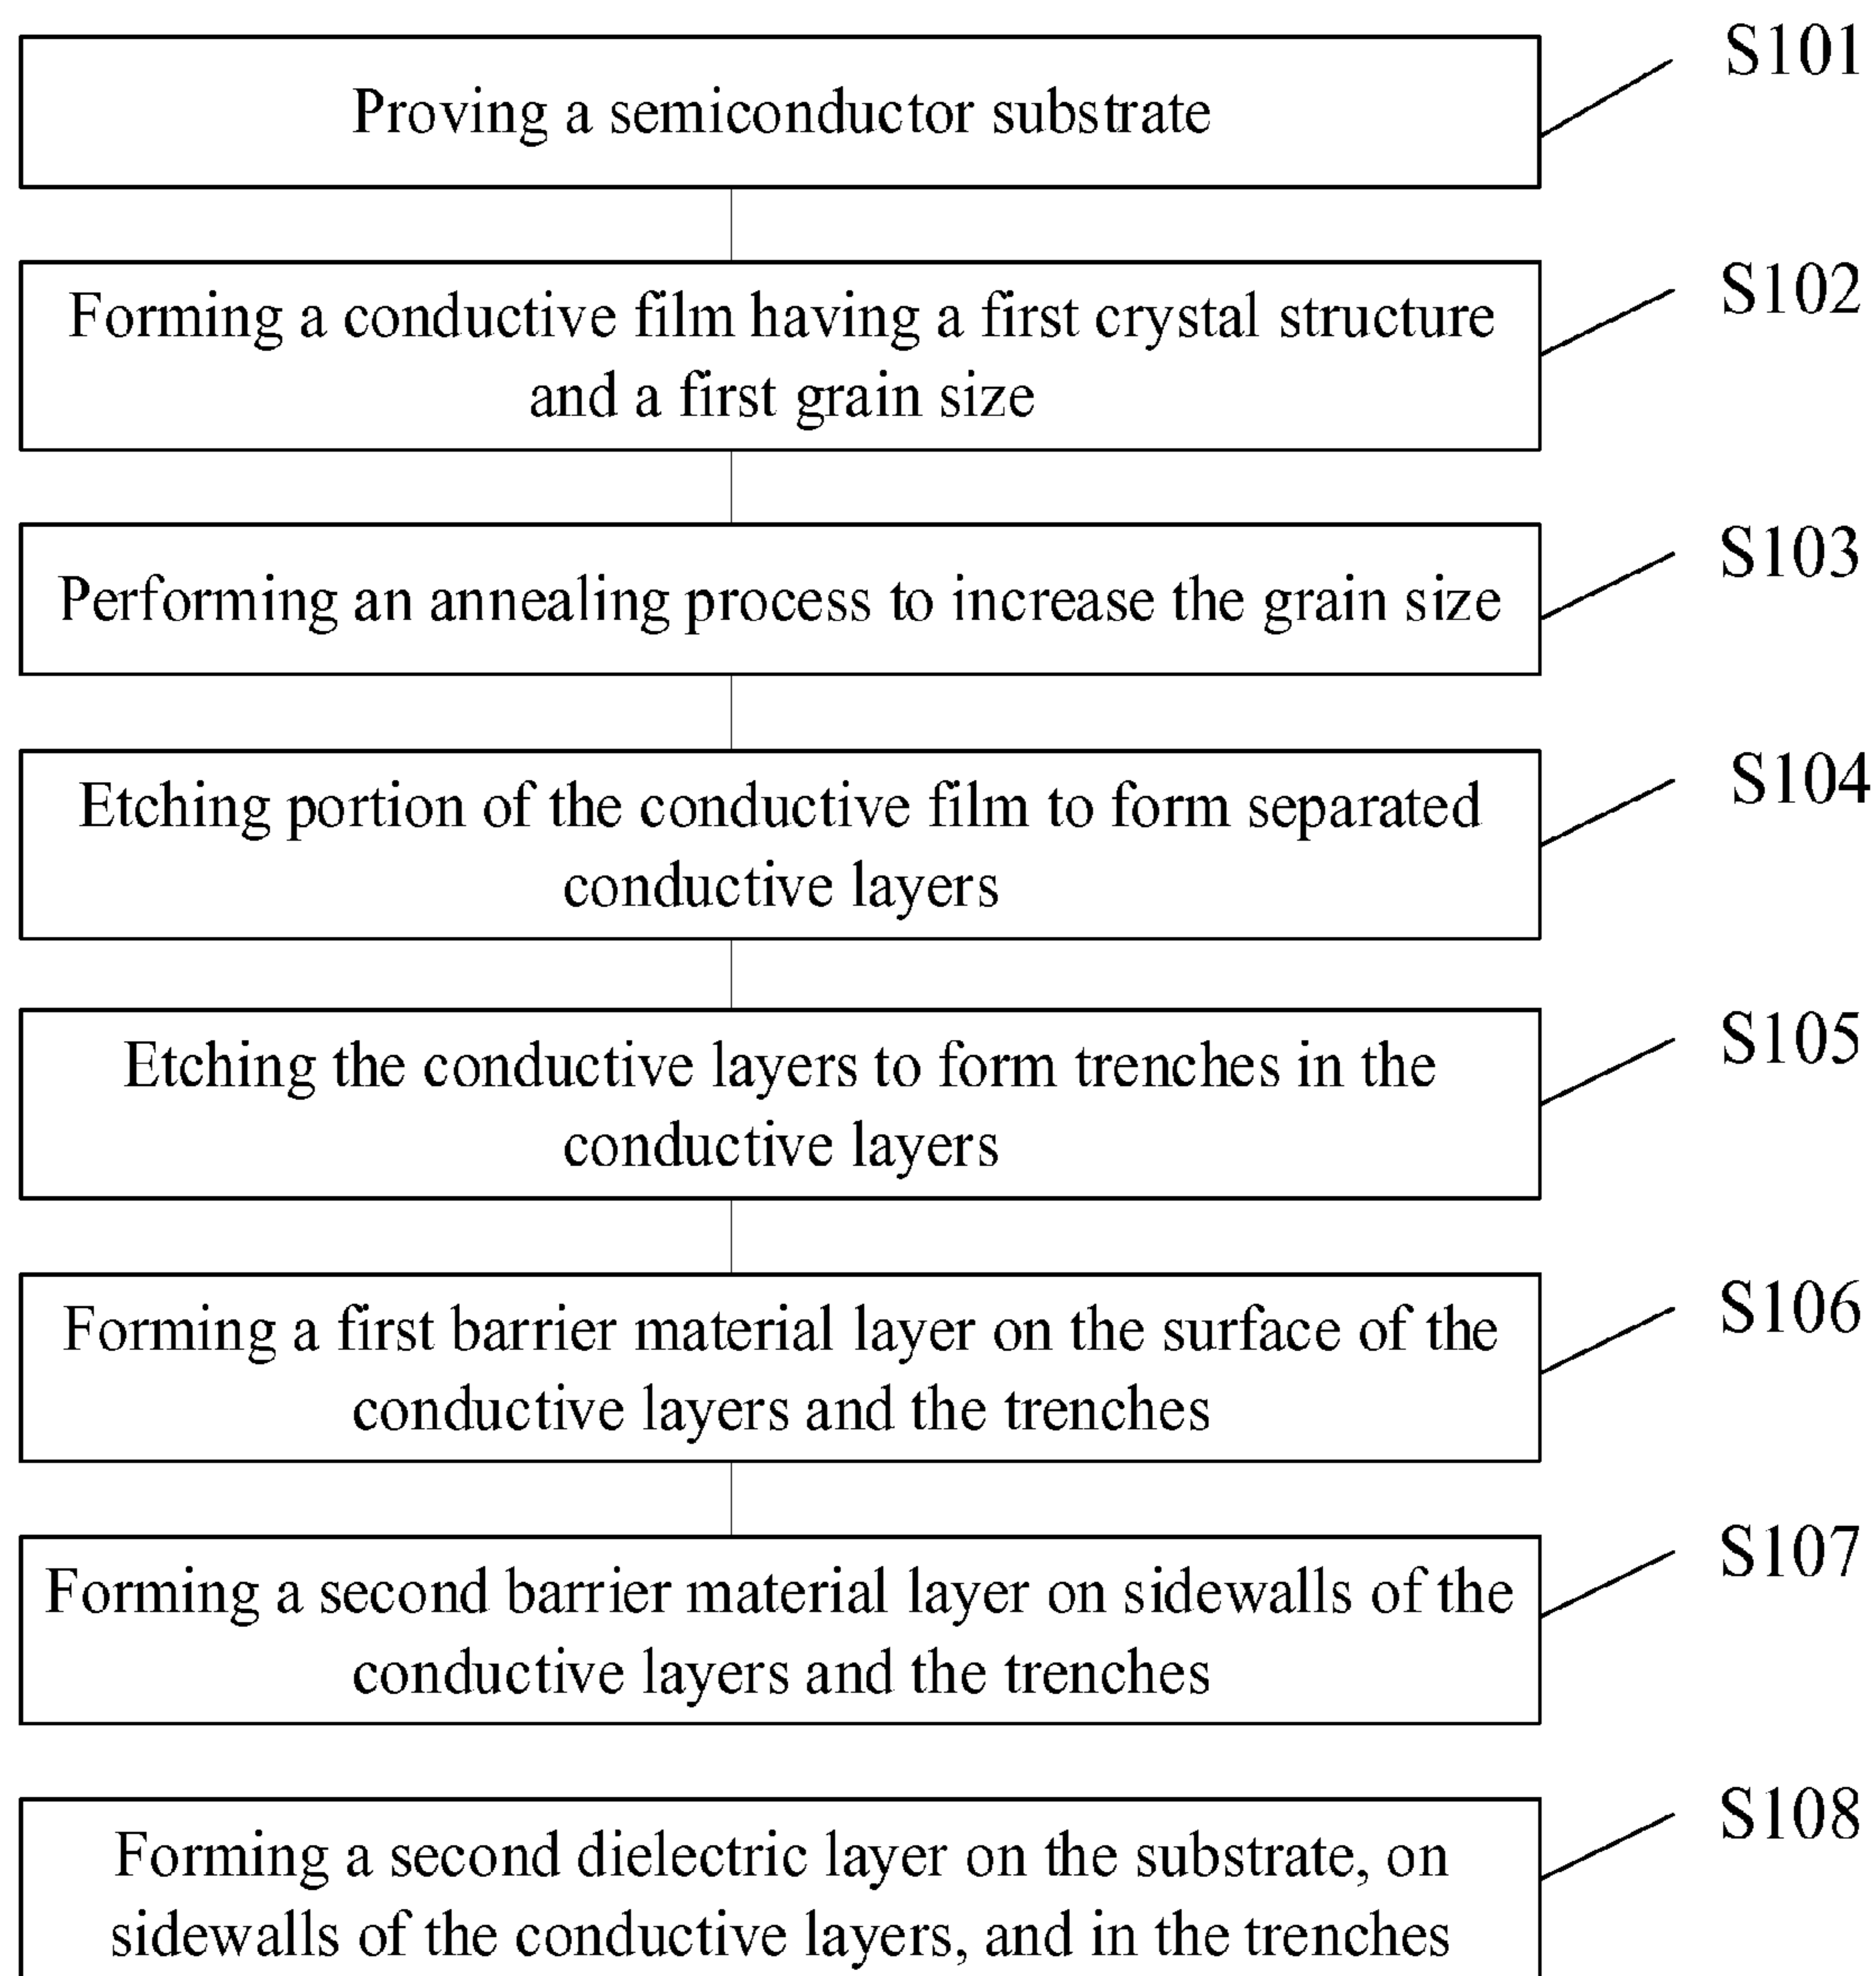 S101
Proving a semiconductor substrate
S102
Forming a conductive film having a first crystal structure
and a first grain size
S103
Performing an annealing process to increase the grain size
S104
Etching portion of the conductive film to form separated
conductive layers
S105
Etching the conductive layers to form trenches in the
conductive layers
S106
Forming a first barrier material layer on the surface of the
conductive layers and the trenches
S107
Forming a second barrier material layer on sidewalls of the
conductive layers and the trenches
S108
Forming a second dielectric layer on the substrate, on
sidewalls of the conductive layers, and in the trenches